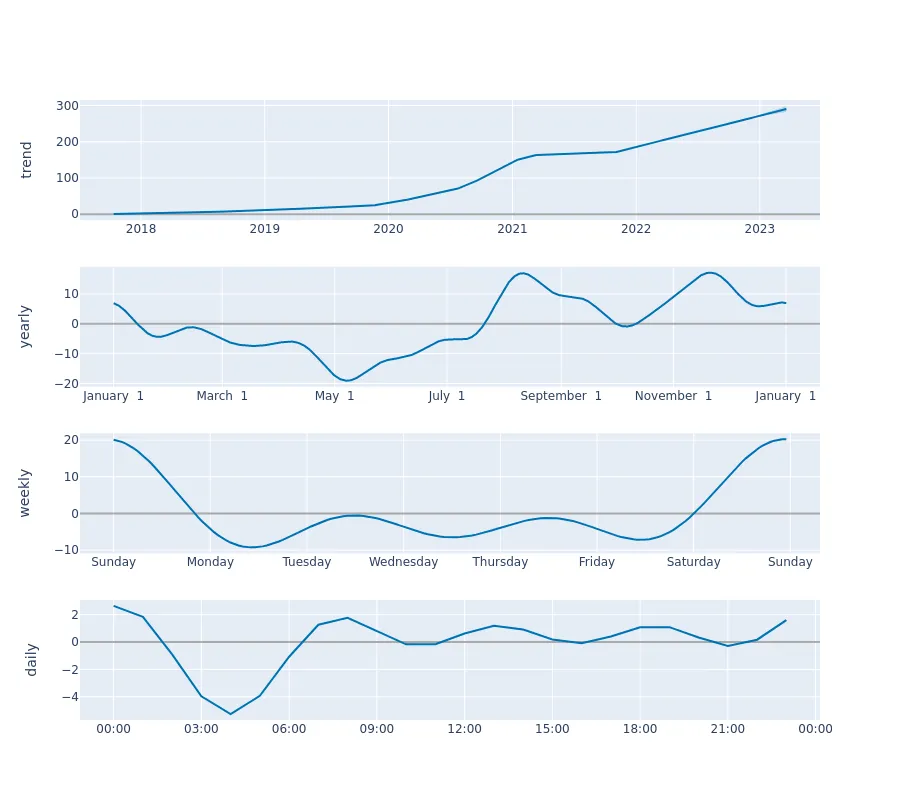 trend
300
200
100
0
2018 2019 2020 2021 2022 2023
yearly
10
0
−10
−20
January 1 March 1 May 1 July 1 September 1 November 1 January 1
weekly
20
10
0
−10
Sunday Monday Tuesday Wednesday Thursday Friday Saturday Sunday
daily
2
0
−2
−4
00:00 03:00 06:00 09:00 12:00 15:00 18:00 21:00 00:00